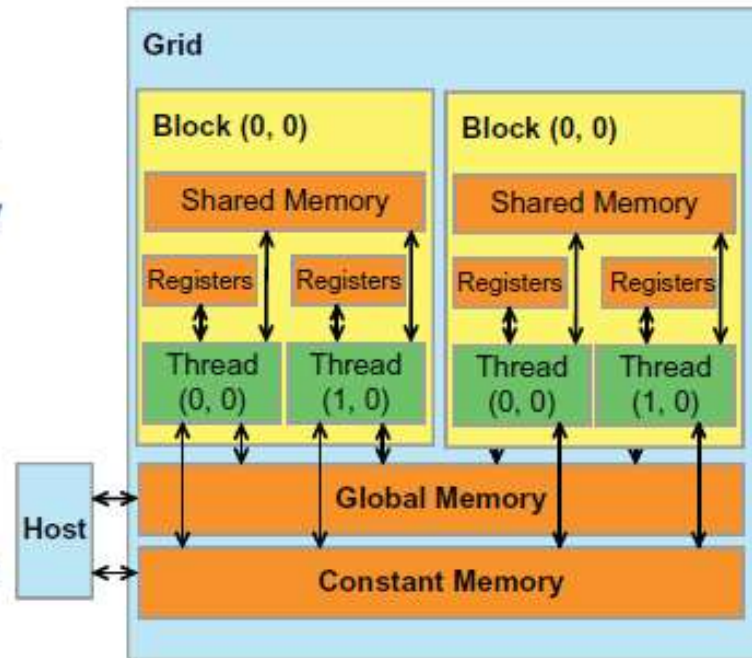 Grid
Block (0, 0)
Shared Memory
Registers
Registers
Thread
(0, 0)
Thread
(1, 0)
Block (0, 0)
Shared Memory
Registers
Registers
Thread
(0, 0)
Thread
(1, 0)
Host
Global Memory
Constant Memory